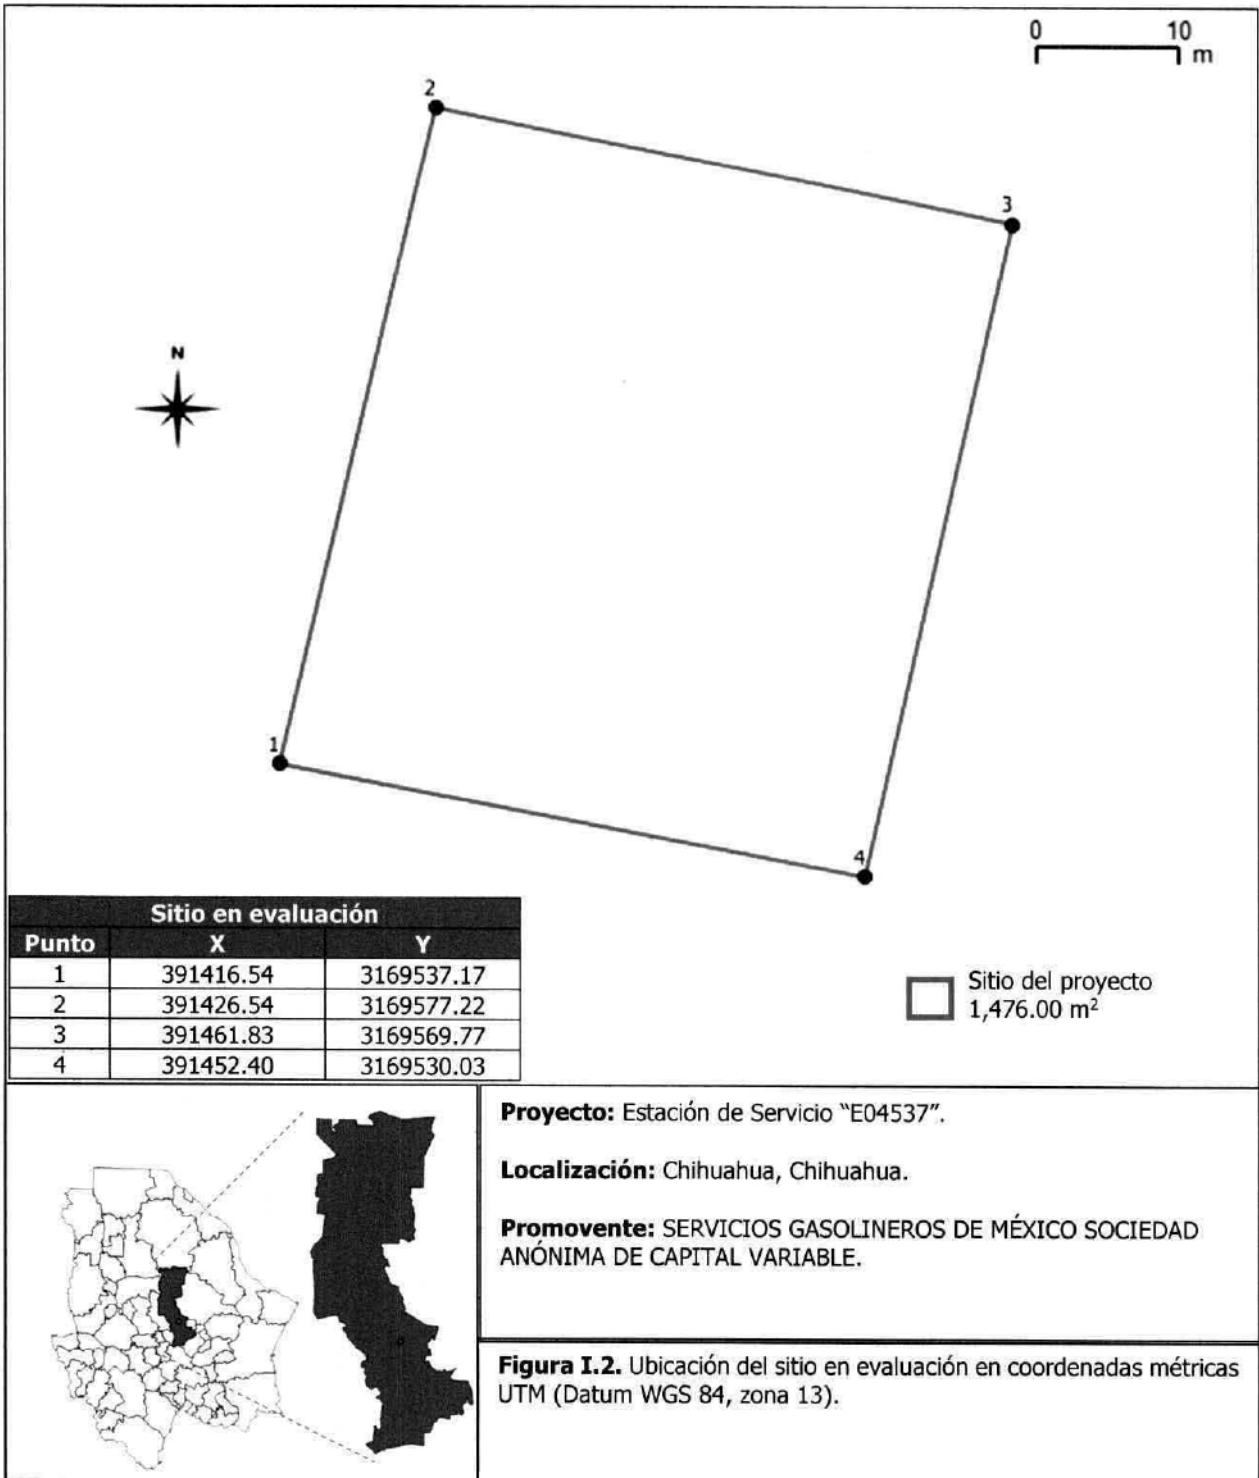 0 10
m
2
3
N
1
4
Sitio en evaluación
Punto X Y
1 391416.54 3169537.17
2 391426.54 3169577.22
3 391461.83 3169569.77
4 391452.40 3169530.03
Sitio del proyecto
1,476.00 m²
Proyecto: Estación de Servicio “E04537”.
Localización: Chihuahua, Chihuahua.
Promovente: SERVICIOS GASOLINEROS DE MÉXICO SOCIEDAD
ANÓNIMA DE CAPITAL VARIABLE.
Figura I.2. Ubicación del sitio en evaluación en coordenadas métricas
UTM (Datum WGS 84, zona 13).